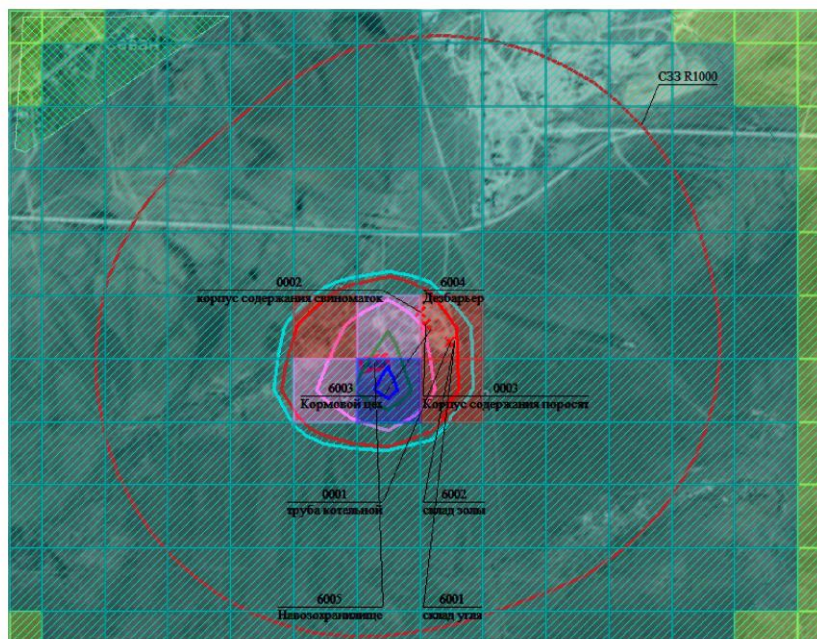 СЗЗ R1000
0002
корпус содержания свиноматок
6004
Дезбарьер
6003
Кормовой цех
0003
Корпус содержания поросят
0001
труба котельной
6002
склад золы
6005
Навозохранилище
6001
склад угля